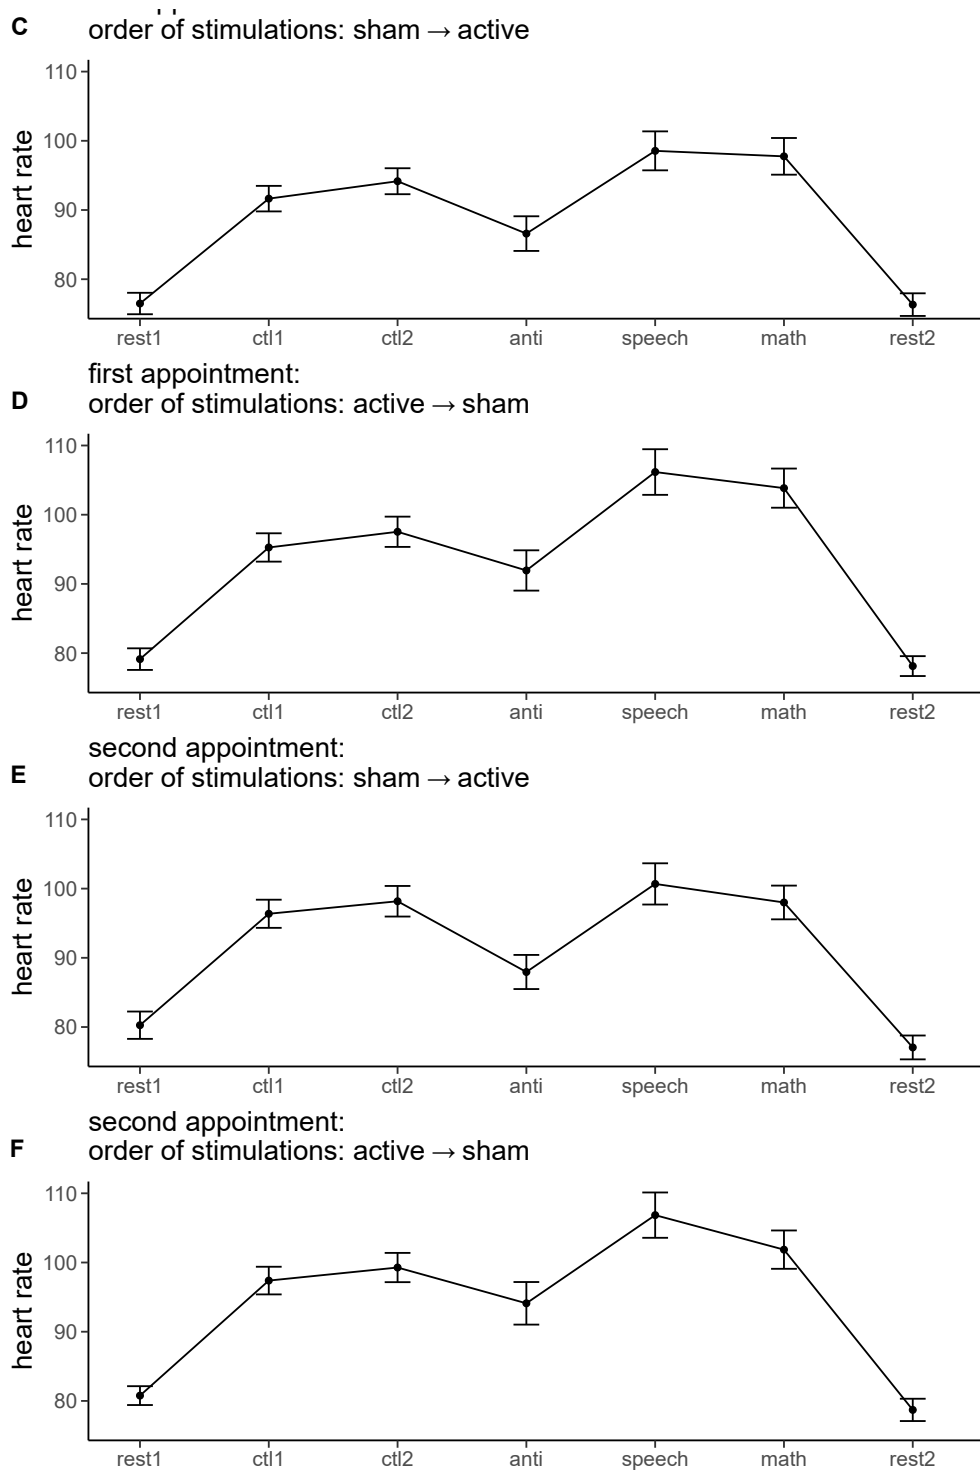 C
order of stimulations: sham → active
110
100
90
80
heart rate
rest1 ctl1 ctl2 anti speech math rest2
first appointment:
D
order of stimulations: active → sham
110
100
90
80
heart rate
rest1 ctl1 ctl2 anti speech math rest2
second appointment:
E
order of stimulations: sham → active
110
100
90
80
heart rate
rest1 ctl1 ctl2 anti speech math rest2
second appointment:
F
order of stimulations: active → sham
110
100
90
80
heart rate
rest1 ctl1 ctl2 anti speech math rest2